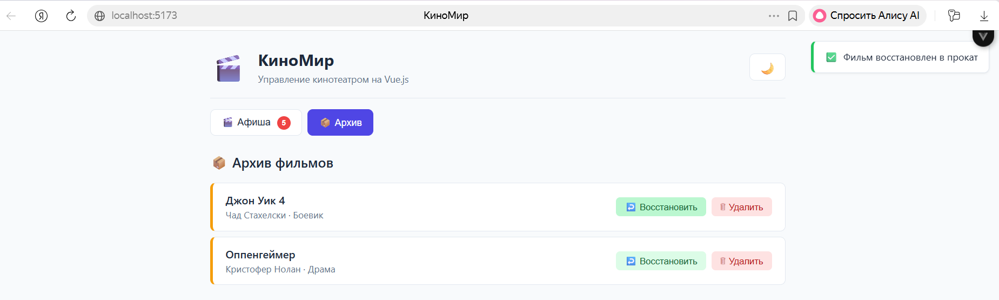 Я localhost:5173 КиноМир ... Спросить Алису AI
КиноМир
Управление кинотеатром на Vue.js
Фильм восстановлен в прокат
Афиша 5 Архив
Архив фильмов
Джон Уик 4
Чад Стахелски · Боевик
Восстановить Удалить
Оппенгеймер
Кристофер Нолан · Драма
Восстановить Удалить